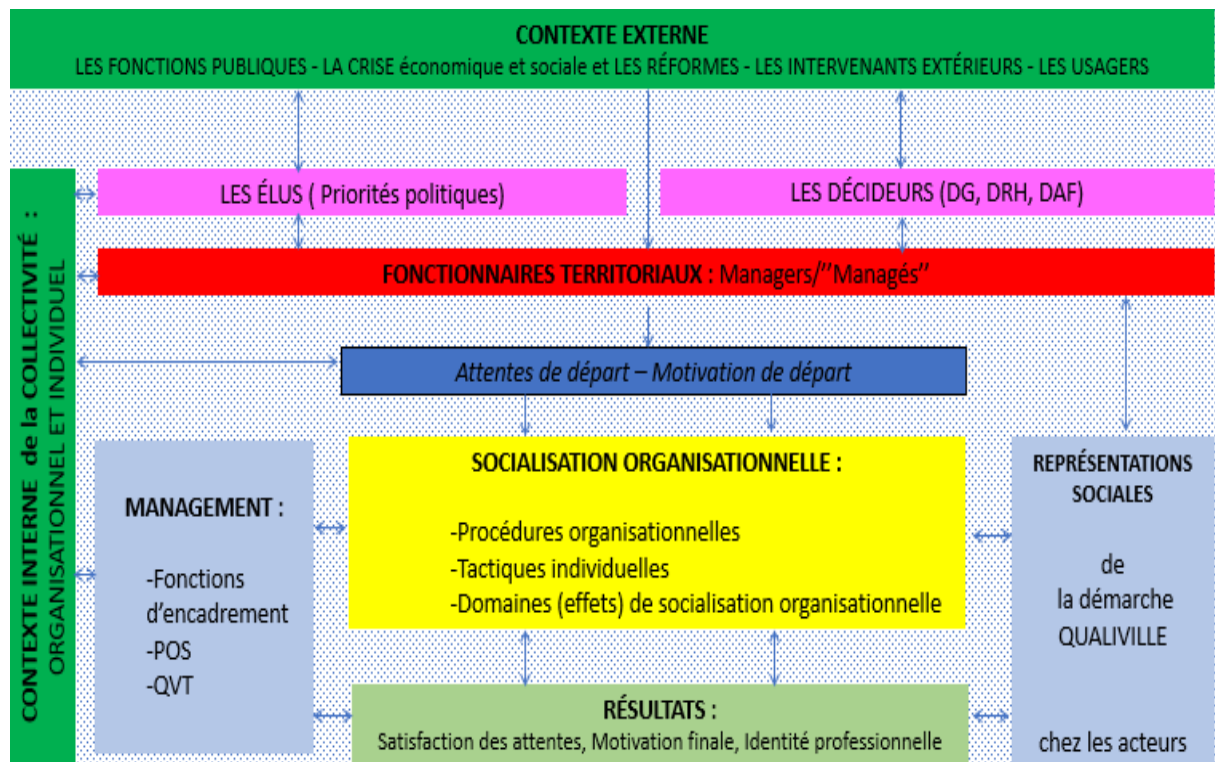 CONTEXTE EXTERNE
LES FONCTIONS PUBLIQUES - LA CRISE économique et sociale et LES RÉFORMES - LES INTERVENANTS EXTÉRIEURS - LES USAGERS
CONTEXTE INTERNE de la COLLECTIVITÉ :
ORGANISATIONNEL ET INDIVIDUEL
LES ÉLUS ( Priorités politiques)
LES DÉCIDEURS (DG, DRH, DAF)
FONCTIONNAIRES TERRITORIAUX : Managers/''Managés''
Attentes de départ – Motivation de départ
MANAGEMENT :
-Fonctions
d'encadrement
-POS
-QVT
SOCIALISATION ORGANISATIONNELLE :
-Procédures organisationnelles
-Tactiques individuelles
-Domaines (effets) de socialisation organisationnelle
REPRÉSENTATIONS
SOCIALES
de
la démarche
QUALIVILLE
chez les acteurs
RÉSULTATS :
Satisfaction des attentes, Motivation finale, Identité professionnelle